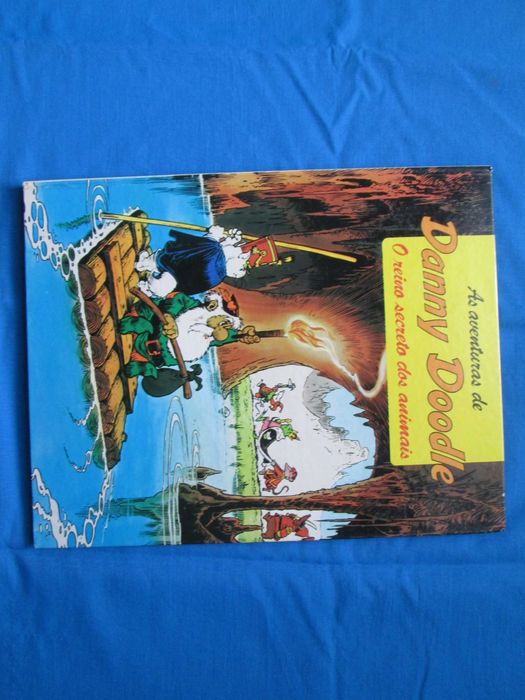 As aventuras de
Danny Doodle
O reino secreto dos animais